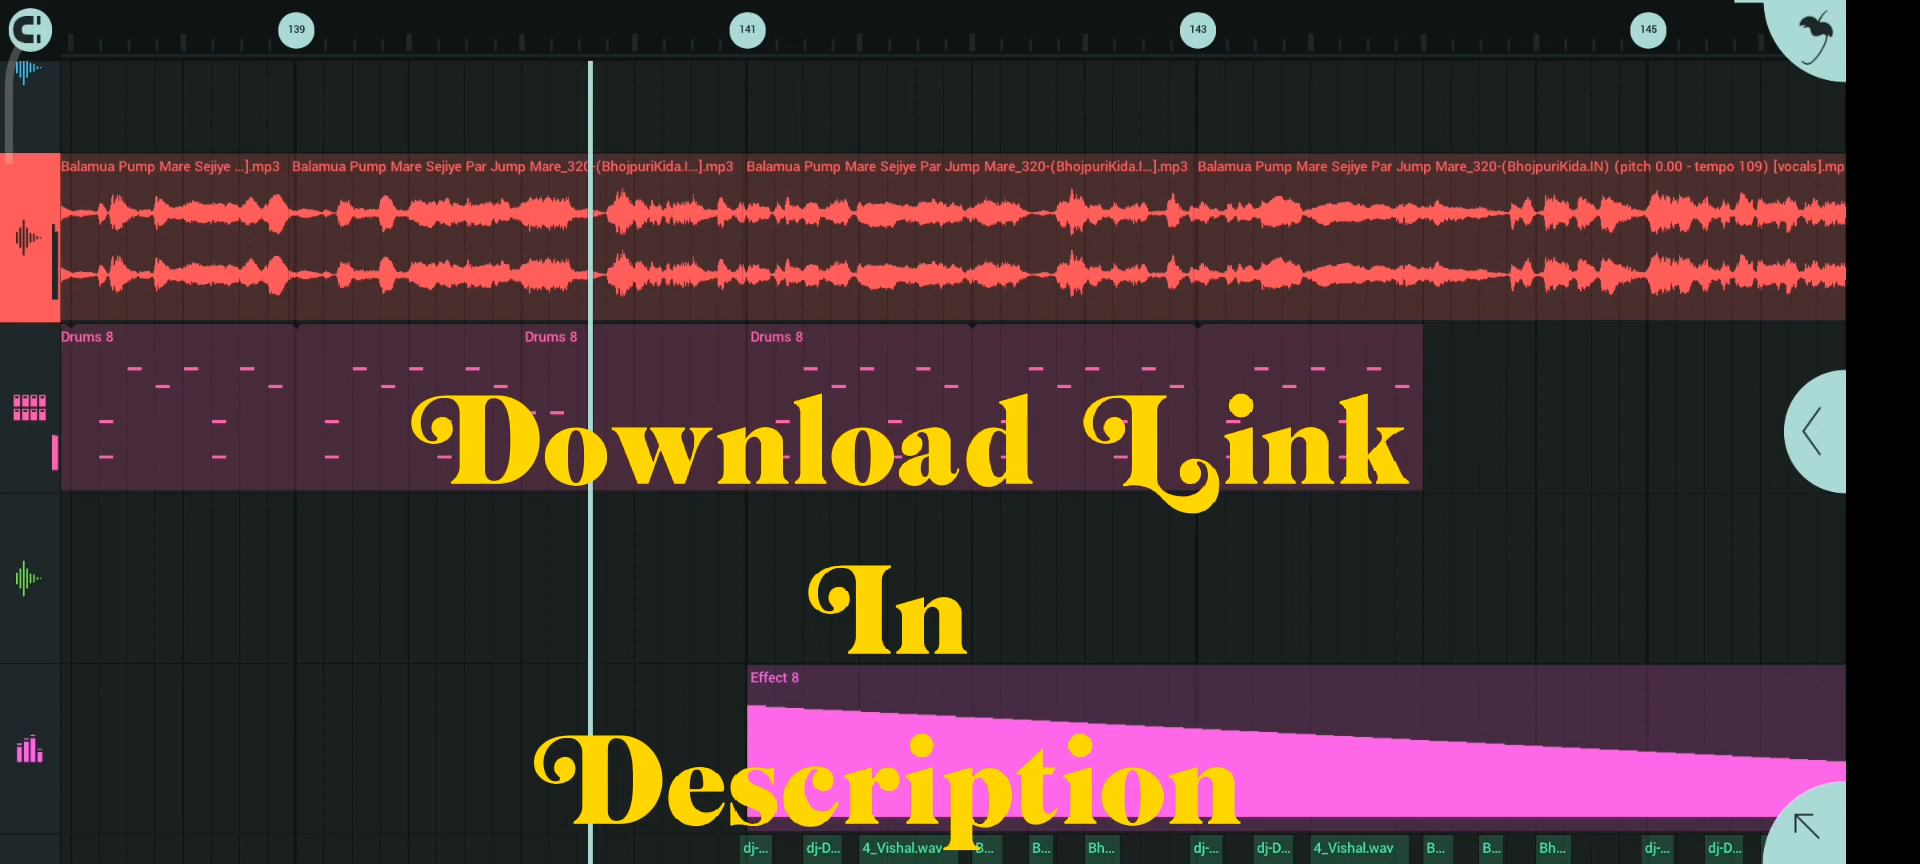 139 141 143 145
Balamua Pump Mare Sejiye ...].mp3 Balamua Pump Mare Sejiye Par Jump Mare_320-(BhojpuriKida.I...].mp3 Balamua Pump Mare Sejiye Par Jump Mare_320-(BhojpuriKida.I...].mp3 Balamua Pump Mare Sejiye Par Jump Mare_320-(BhojpuriKida.IN) (pitch 0.00 - tempo 109) [vocals].mp
Drums 8 Drums 8 Drums 8
Download Link
In
Effect 8
Description
dj-... dj-D... 4_Vishal.wav B... B... Bh... dj-... dj-D... 4_Vishal.wav B... B... Bh... dj-... dj-D...